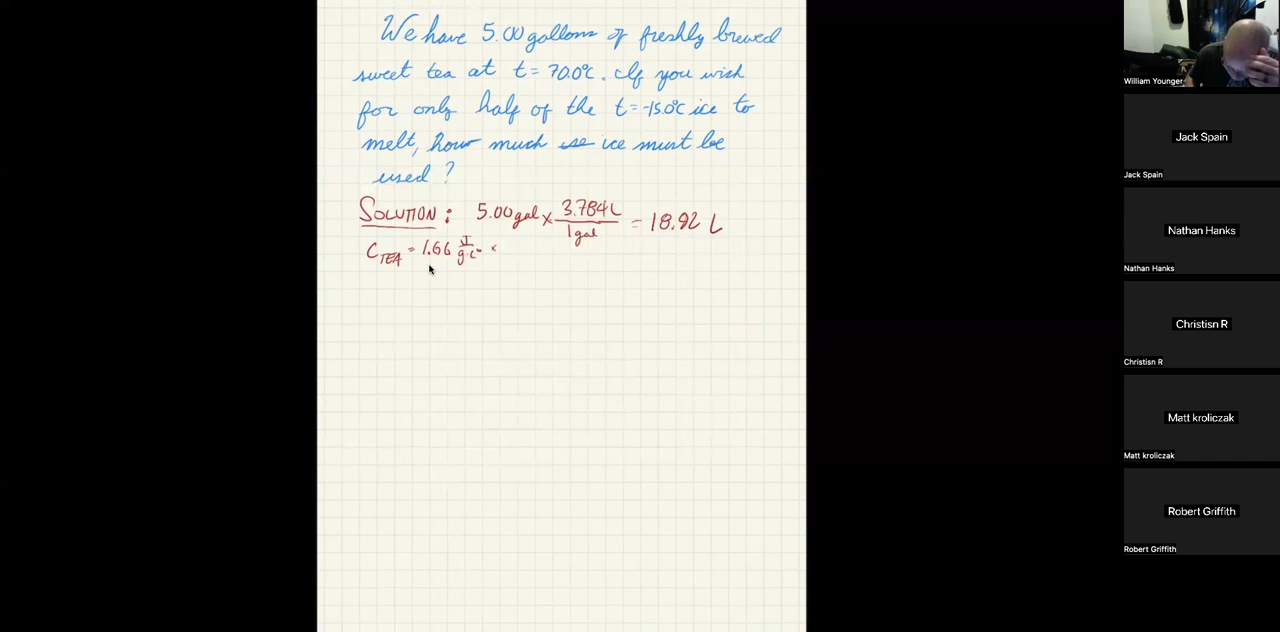 We have 5.00 gallons of freshly brewed
sweet tea at t = 70.0°C. If you wish
for only half of the t = -15.0°C ice to
melt, how much use ice must be
used?
SOLUTION: 5.00 gal × 3.784L / 1 gal = 18.92 L
C_TEA = 1.66 J / g·C° ×
William Younger
Jack Spain
Jack Spain
Nathan Hanks
Nathan Hanks
Christisn R
Christisn R
Matt kroliczak
Matt kroliczak
Robert Griffith
Robert Griffith